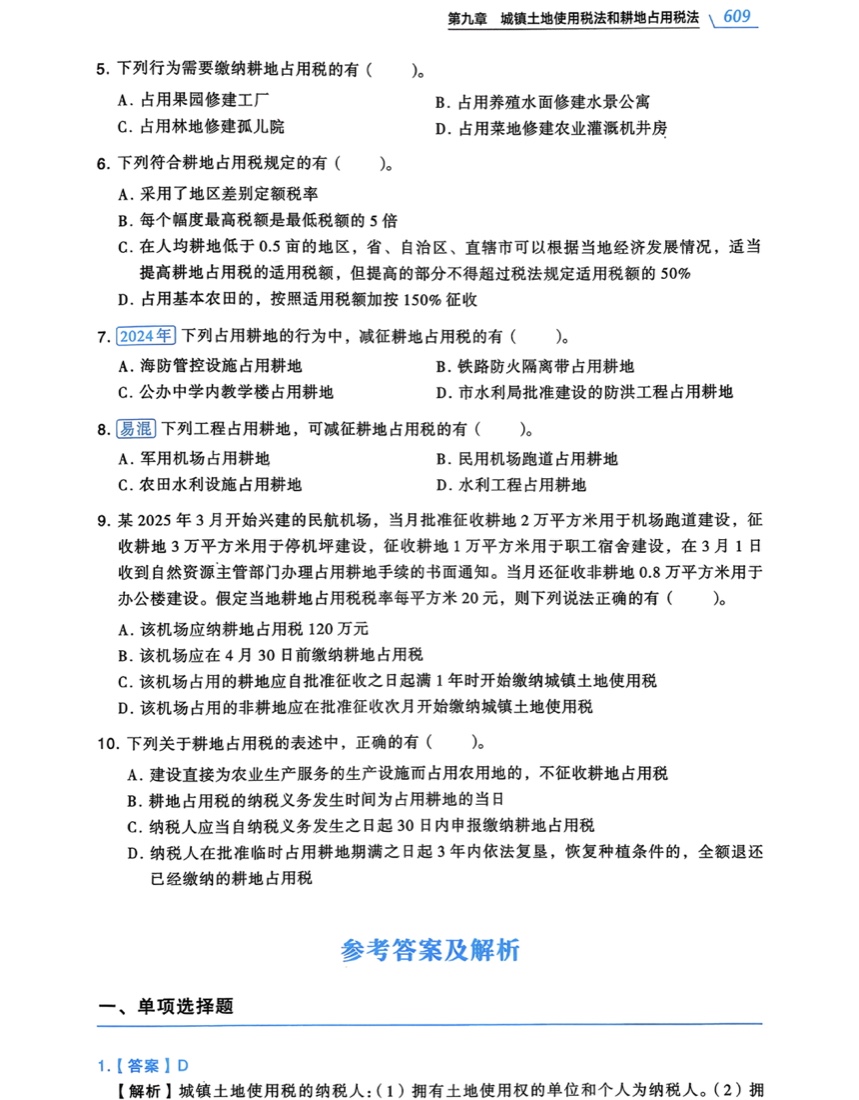 第九章 城镇土地使用税法和耕地占用税法 609
5. 下列行为需要缴纳耕地占用税的有（　　）。
A. 占用果园修建工厂 B. 占用养殖水面修建水景公寓
C. 占用林地修建孤儿院 D. 占用菜地修建农业灌溉机井房
6. 下列符合耕地占用税规定的有（　　）。
A. 采用了地区差别定额税率
B. 每个幅度最高税额是最低税额的 5 倍
C. 在人均耕地低于 0.5 亩的地区，省、自治区、直辖市可以根据当地经济发展情况，适当
提高耕地占用税的适用税额，但提高的部分不得超过税法规定适用税额的 50%
D. 占用基本农田的，按照适用税额加按 150% 征收
7. 2024年 下列占用耕地的行为中，减征耕地占用税的有（　　）。
A. 海防管控设施占用耕地 B. 铁路防火隔离带占用耕地
C. 公办中学内教学楼占用耕地 D. 市水利局批准建设的防洪工程占用耕地
8. 易混 下列工程占用耕地，可减征耕地占用税的有（　　）。
A. 军用机场占用耕地 B. 民用机场跑道占用耕地
C. 农田水利设施占用耕地 D. 水利工程占用耕地
9. 某 2025 年 3 月开始兴建的民航机场，当月批准征收耕地 2 万平方米用于机场跑道建设，征
收耕地 3 万平方米用于停机坪建设，征收耕地 1 万平方米用于职工宿舍建设，在 3 月 1 日
收到自然资源主管部门办理占用耕地手续的书面通知。当月还征收非耕地 0.8 万平方米用于
办公楼建设。假定当地耕地占用税税率每平方米 20 元，则下列说法正确的有（　　）。
A. 该机场应纳耕地占用税 120 万元
B. 该机场应在 4 月 30 日前缴纳耕地占用税
C. 该机场占用的耕地应自批准征收之日起满 1 年时开始缴纳城镇土地使用税
D. 该机场占用的非耕地应在批准征收次月开始缴纳城镇土地使用税
10. 下列关于耕地占用税的表述中，正确的有（　　）。
A. 建设直接为农业生产服务的生产设施而占用农用地的，不征收耕地占用税
B. 耕地占用税的纳税义务发生时间为占用耕地的当日
C. 纳税人应当自纳税义务发生之日起 30 日内申报缴纳耕地占用税
D. 纳税人在批准临时占用耕地期满之日起 3 年内依法复垦，恢复种植条件的，全额退还
已经缴纳的耕地占用税
参考答案及解析
一、单项选择题
1.【答案】D
【解析】城镇土地使用税的纳税人：（1）拥有土地使用权的单位和个人为纳税人。（2）拥